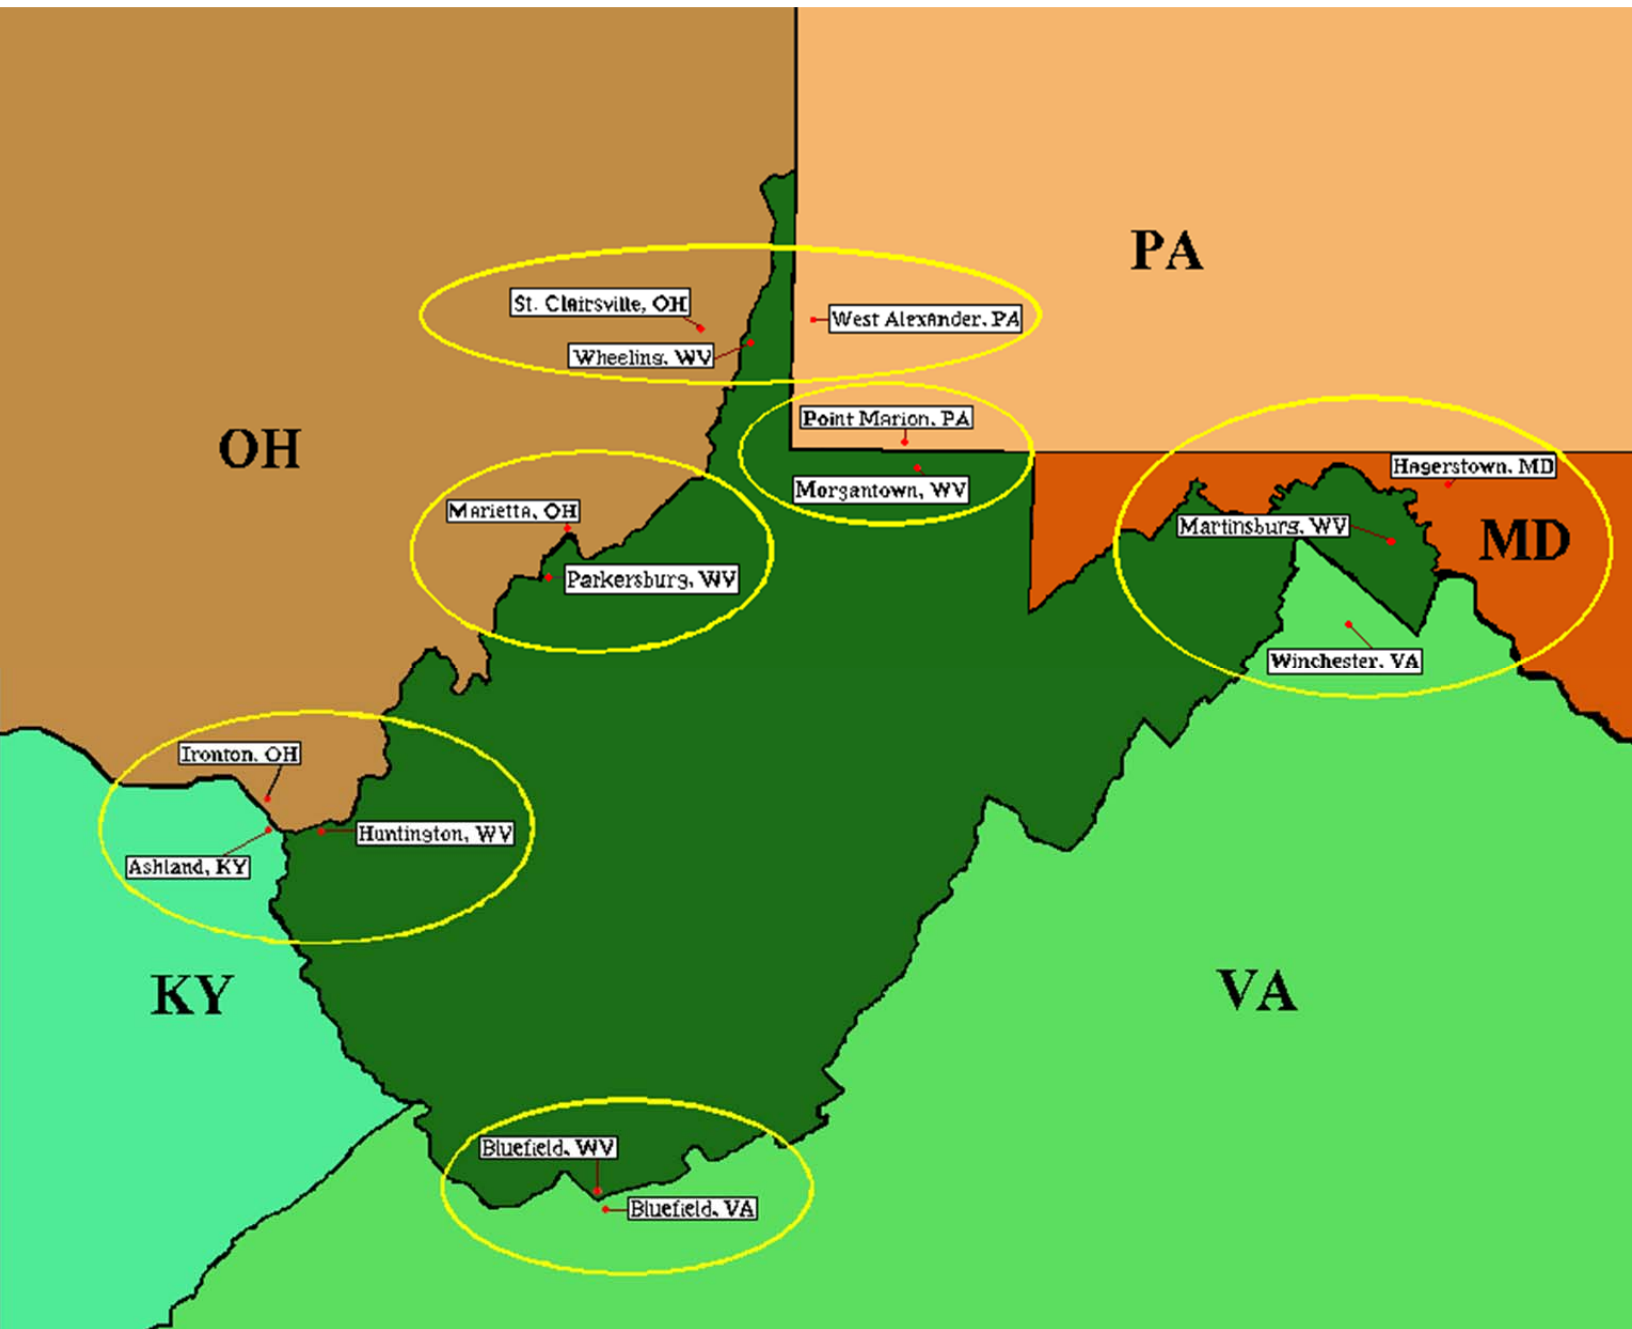 PA
St. Clairsville, OH
West Alexander, PA
Wheeling, WV
Point Marion, PA
OH
Hagerstown, MD
Morgantown, WV
Marietta, OH
Martinsburg, WV
MD
Parkersburg, WV
Winchester, VA
Ironton, OH
Huntington, WV
Ashland, KY
KY
VA
Bluefield, WV
Bluefield, VA